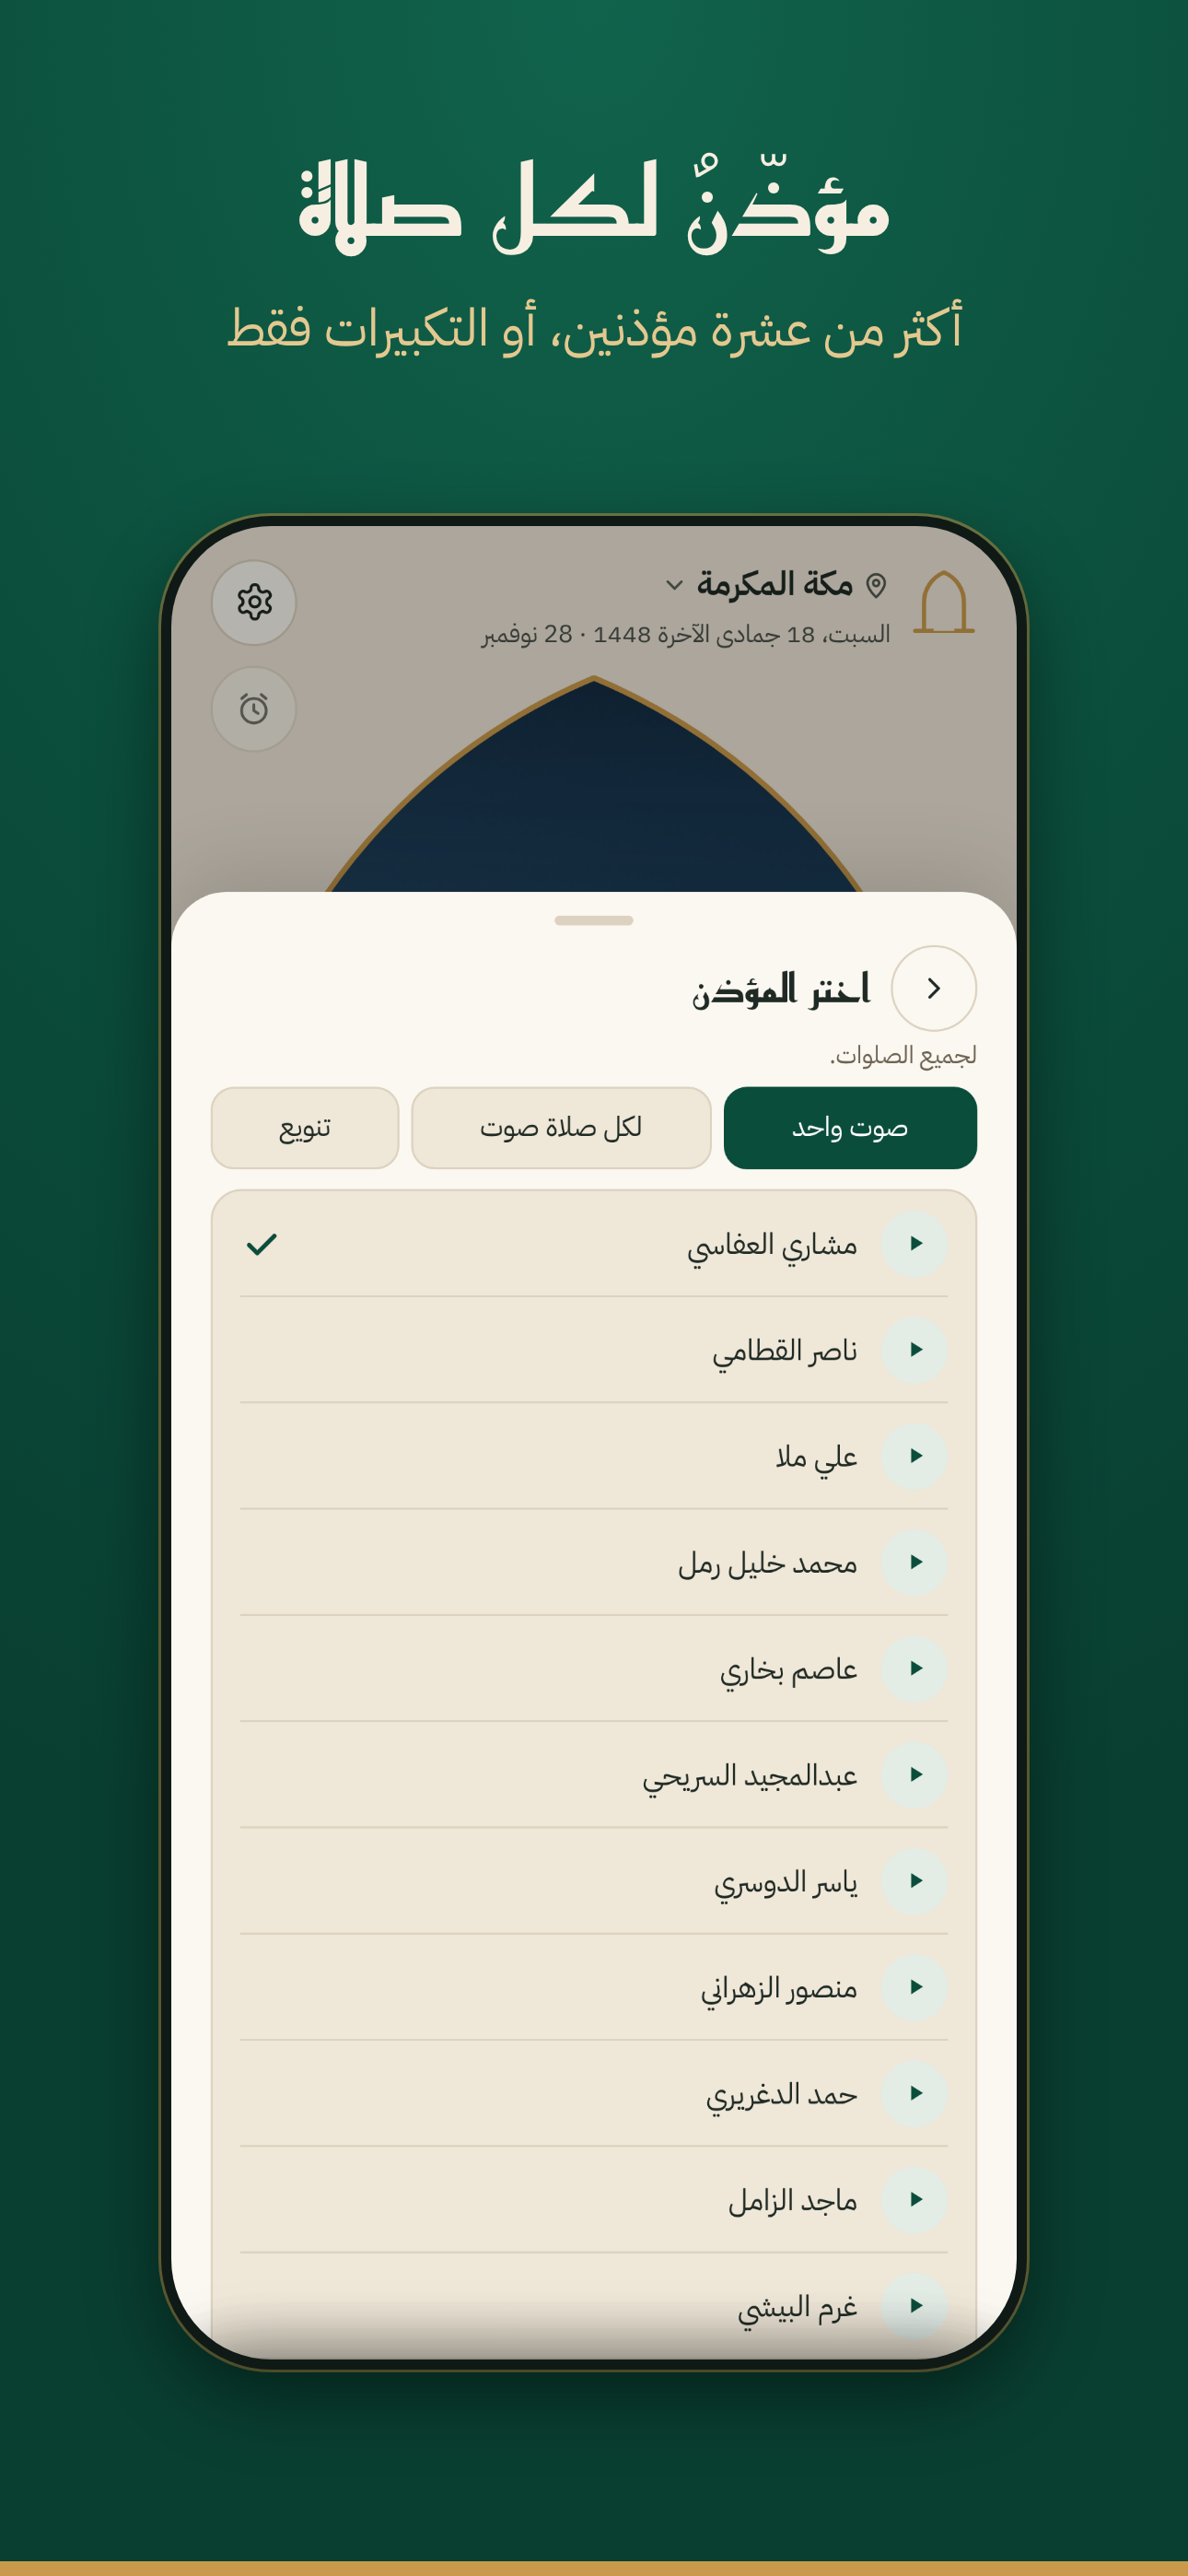 مؤذّنٌ لكل صلاة
أكثر من عشرة مؤذنين، أو التكبيرات فقط
مكة المكرمة
السبت، 18 جمادى الآخرة 1448 · 28 نوفمبر
اختر المؤذن
لجميع الصلوات.
صوت واحد
لكل صلاة صوت
تنويع
مشاري العفاسي
ناصر القطامي
علي ملا
محمد خليل رمل
عاصم بخاري
عبدالمجيد السريحي
ياسر الدوسري
منصور الزهراني
حمد الدغريري
ماجد الزامل
غرم البيشي